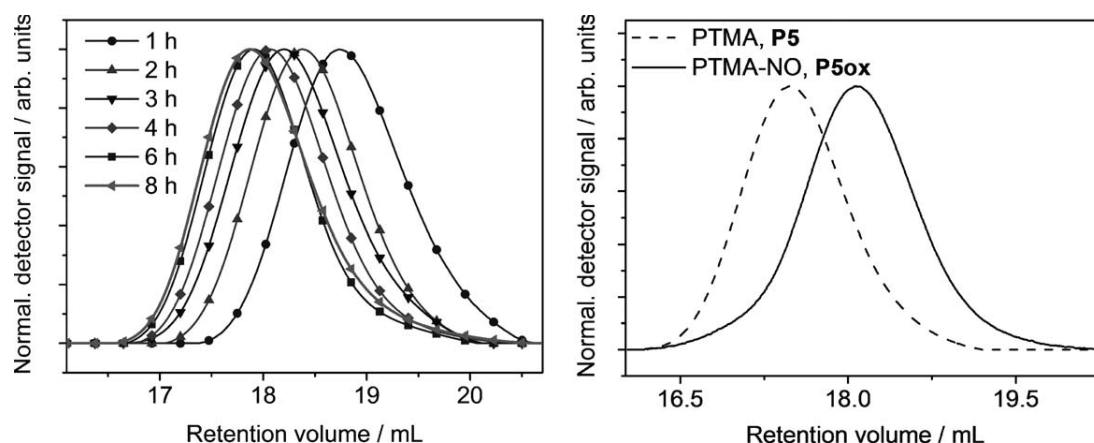 Normal. detector signal / arb. units
1 h
2 h
3 h
4 h
6 h
8 h
17 18 19 20
Retention volume / mL
Normal. detector signal / arb. units
PTMA, P5
PTMA-NO, P5ox
16.5 18.0 19.5
Retention volume / mL